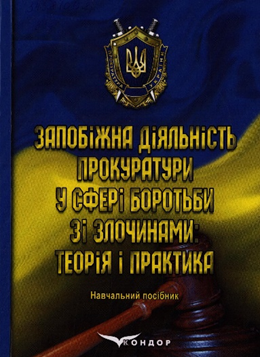 ЗАПОБІЖНА ДІЯЛЬНІСТЬ
ПРОКУРАТУРИ
У СФЕРІ БОРОТЬБИ
ЗІ ЗЛОЧИНАМИ:
ТЕОРІЯ І ПРАКТИКА
Навчальний посібник
КОНДОР